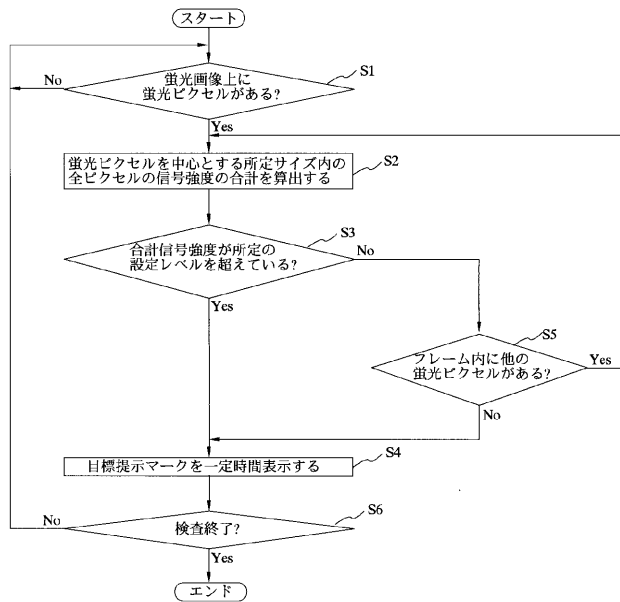 スタート
S1
蛍光画像上に
蛍光ピクセルがある?
No
Yes
S2
蛍光ピクセルを中心とする所定サイズ内の
全ピクセルの信号強度の合計を算出する
S3
合計信号強度が所定の
設定レベルを超えている?
No
Yes
S5
フレーム内に他の
蛍光ピクセルがある?
Yes
No
S4
目標提示マークを一定時間表示する
S6
検査終了?
No
Yes
エンド